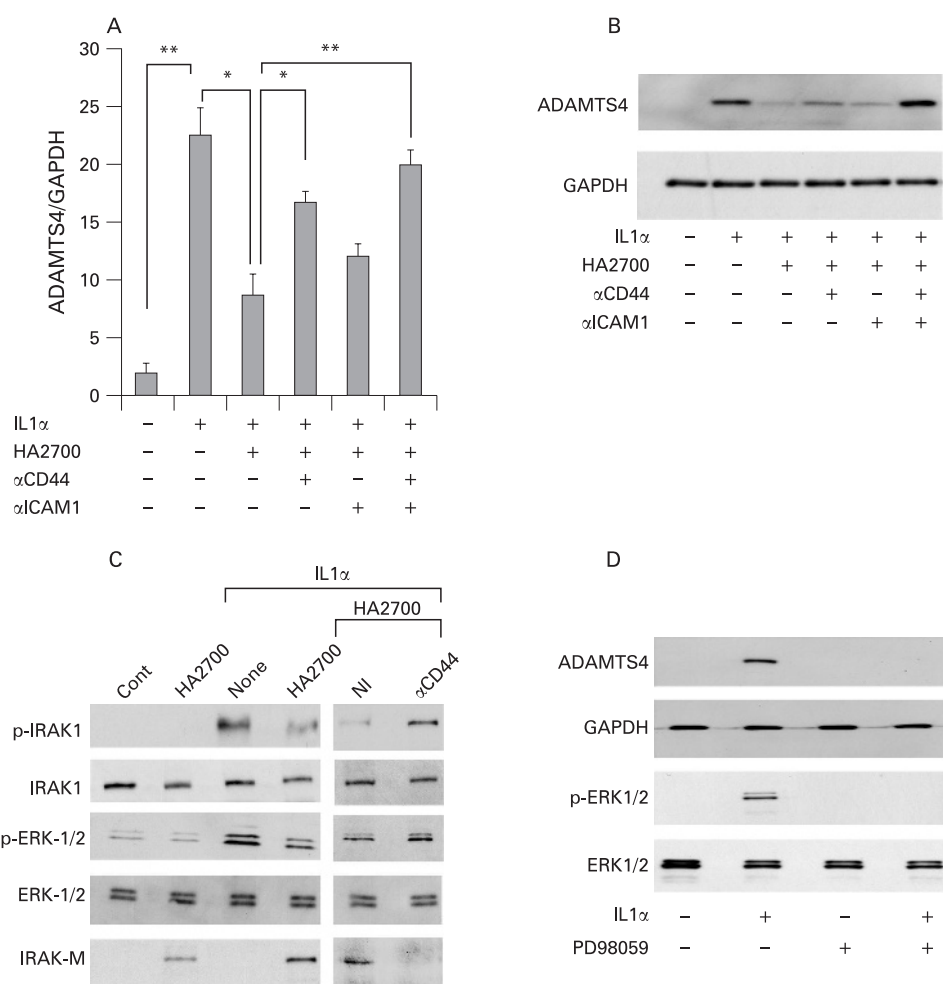 A
ADAMTS4/GAPDH
30
25
20
15
10
5
0
**
*
*
**
IL1α – + + + + +
HA2700 – – + + + +
αCD44 – – – + – +
αICAM1 – – – – + +
B
ADAMTS4
GAPDH
IL1α – + + + + +
HA2700 – – + + + +
αCD44 – – – + – +
αICAM1 – – – – + +
C
IL1α
HA2700
Cont HA2700 None HA2700 NI αCD44
p-IRAK1
IRAK1
p-ERK-1/2
ERK-1/2
IRAK-M
D
ADAMTS4
GAPDH
p-ERK1/2
ERK1/2
IL1α – + – +
PD98059 – – + +